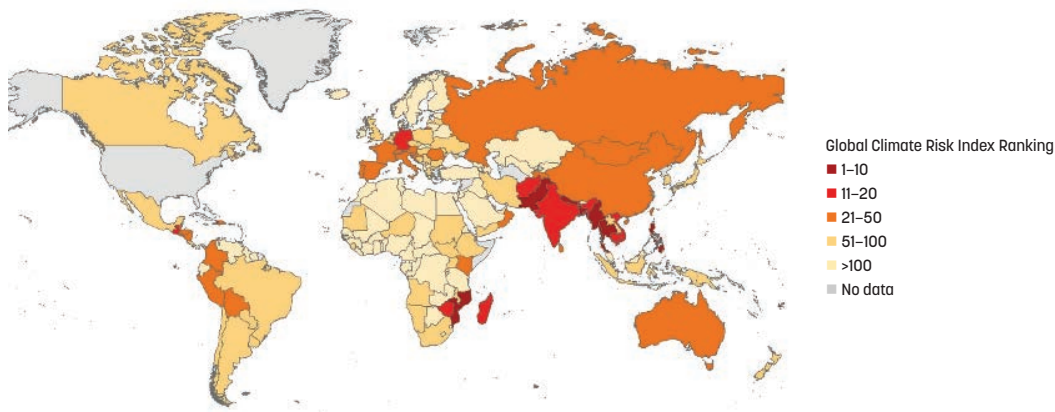 Global Climate Risk Index Ranking
1–10
11–20
21–50
51–100
>100
No data